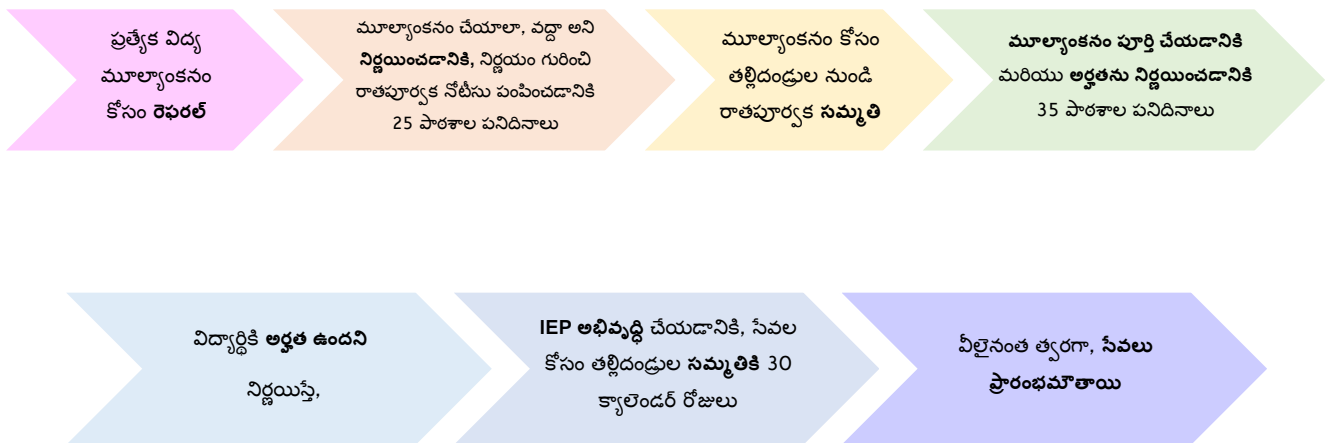 ప్రత్యేక విద్య
మూల్యాంకనం
కోసం రెఫరల్
మూల్యాంకనం చేయాలా, వద్దా అని
నిర్ణయించడానికి, నిర్ణయం గురించి
రాతపూర్వక నోటీసు పంపించడానికి
25 పాఠశాల పనిదినాలు
మూల్యాంకనం కోసం
తల్లిదండ్రుల నుండి
రాతపూర్వక సమ్మతి
మూల్యాంకనం పూర్తి చేయడానికి
మరియు అర్హతను నిర్ణయించడానికి
35 పాఠశాల పనిదినాలు
విద్యార్థికి అర్హత ఉందని
నిర్ణయిస్తే,
IEP అభివృద్ధి చేయడానికి, సేవల
కోసం తల్లిదండ్రుల సమ్మతికి 30
క్యాలెండర్ రోజులు
వీలైనంత త్వరగా, సేవలు
ప్రారంభమౌతాయి